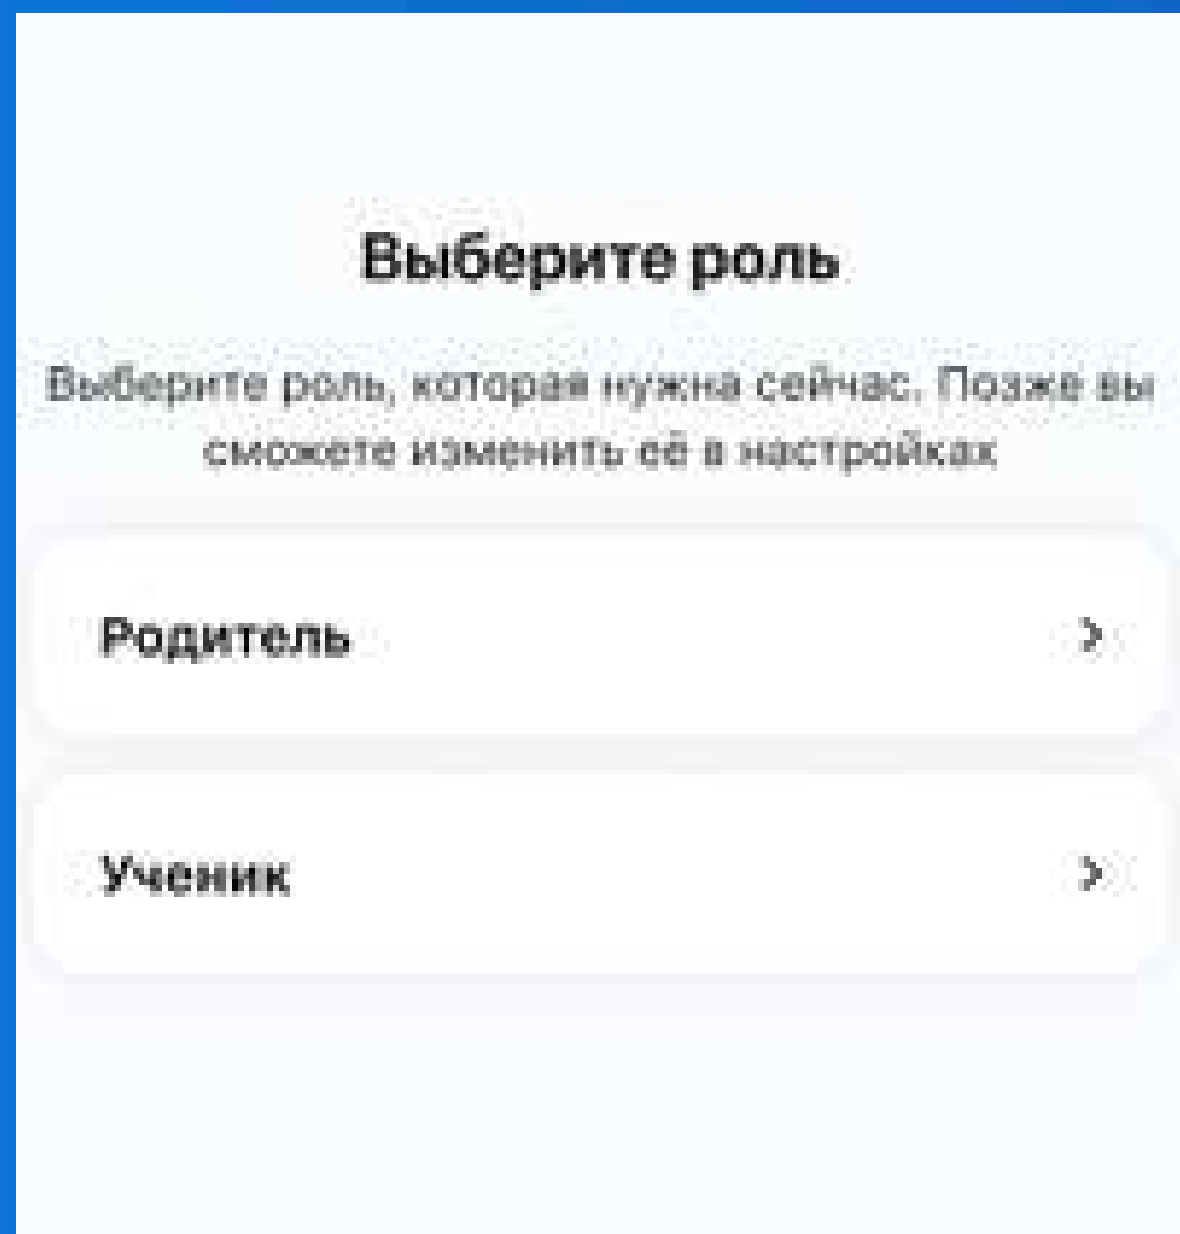 Выберите роль
Выберите роль, которая нужна сейчас. Позже вы
сможете изменить её в настройках
Родитель
Ученик